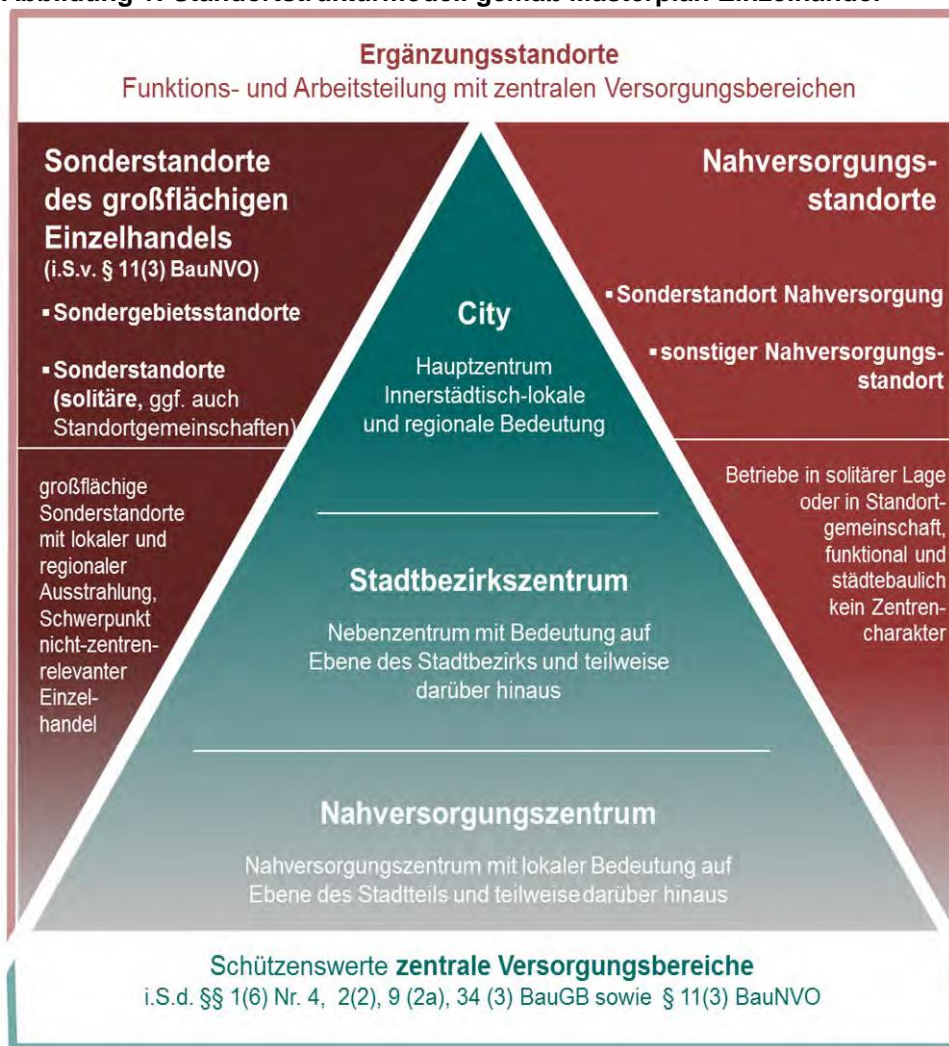 Abbildung 1: Standortstrukturmodell gemäß Masterplan Einzelhandel
Ergänzungsstandorte
Funktions- und Arbeitsteilung mit zentralen Versorgungsbereichen
Sonderstandorte
des großflächigen
Einzelhandels
(i.S.v. § 11(3) BauNVO)
▪ Sondergebietsstandorte
▪ Sonderstandorte
(solitäre, ggf. auch
Standortgemeinschaften)
großflächige
Sonderstandorte
mit lokaler und
regionaler
Ausstrahlung,
Schwerpunkt
nicht-zentren-
relevanter
Einzel-
handel
City
Hauptzentrum
Innerstädtisch-lokale
und regionale Bedeutung
Stadtbezirkszentrum
Nebenzentrum mit Bedeutung auf
Ebene des Stadtbezirks und teilweise
darüber hinaus
Nahversorgungszentrum
Nahversorgungszentrum mit lokaler Bedeutung auf
Ebene des Stadtteils und teilweise darüber hinaus
Nahversorgungs-
standorte
▪ Sonderstandort Nahversorgung
▪ sonstiger Nahversorgungs-
standort
Betriebe in solitärer Lage
oder in Standort-
gemeinschaft,
funktional und
städtebaulich
kein Zentren-
charakter
Schützenswerte zentrale Versorgungsbereiche
i.S.d. §§ 1(6) Nr. 4, 2(2), 9 (2a), 34 (3) BauGB sowie § 11(3) BauNVO